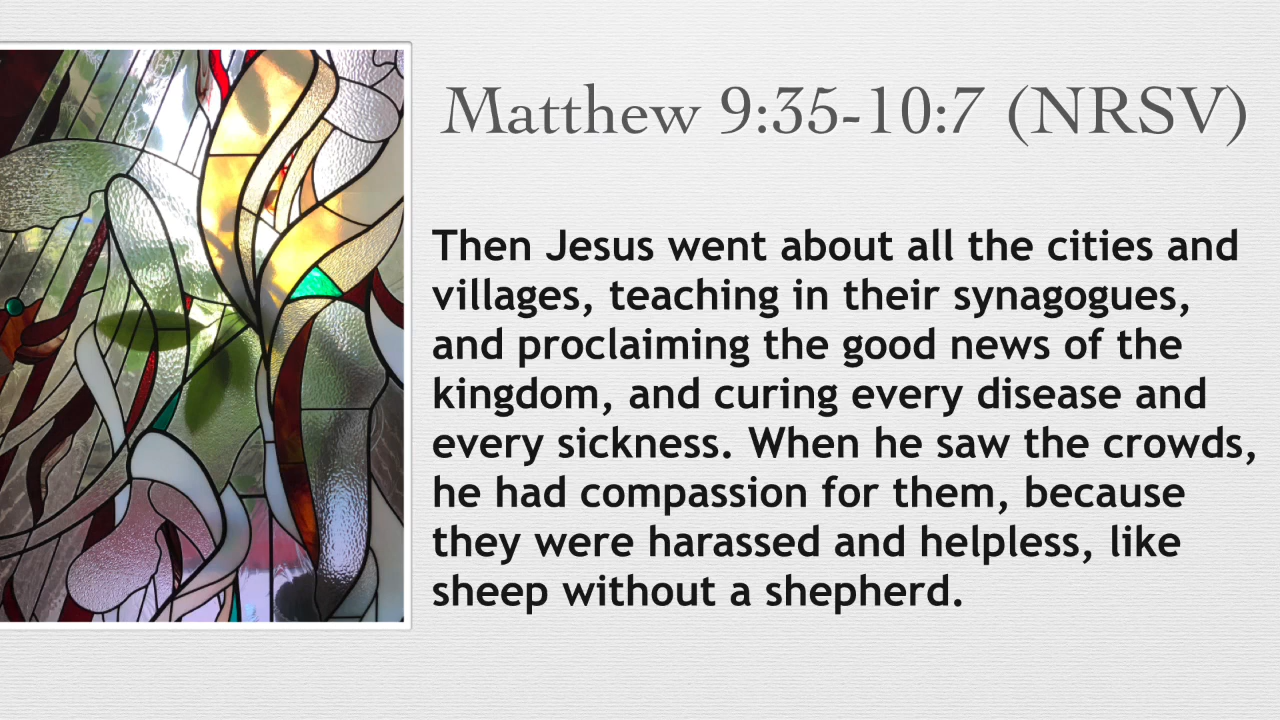 Matthew 9:35-10:7 (NRSV)
Then Jesus went about all the cities and
villages, teaching in their synagogues,
and proclaiming the good news of the
kingdom, and curing every disease and
every sickness. When he saw the crowds,
he had compassion for them, because
they were harassed and helpless, like
sheep without a shepherd.